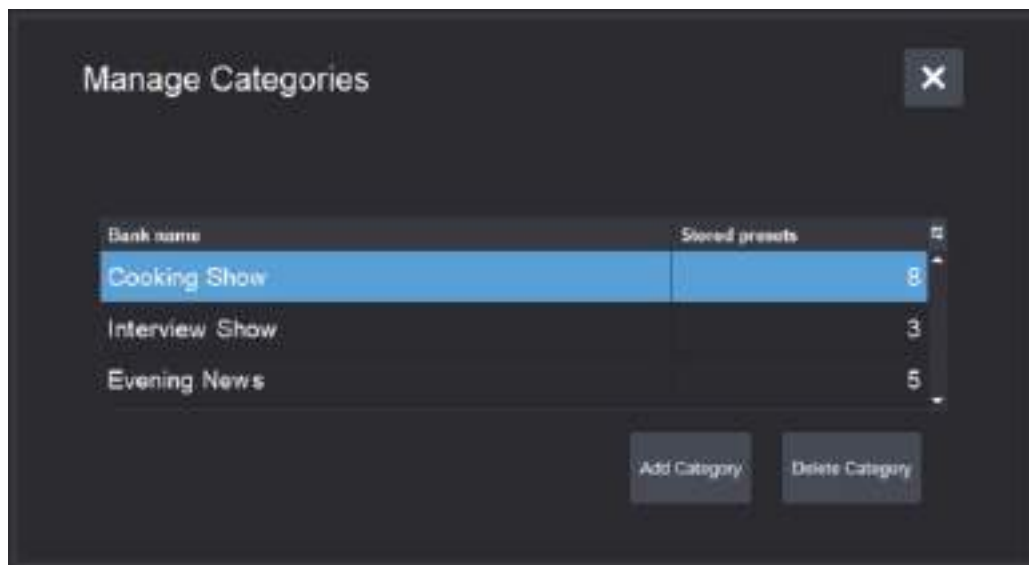 Manage Categories
Bank name Stored presets
Cooking Show 8
Interview Show 3
Evening News 5
Add Category Delete Category